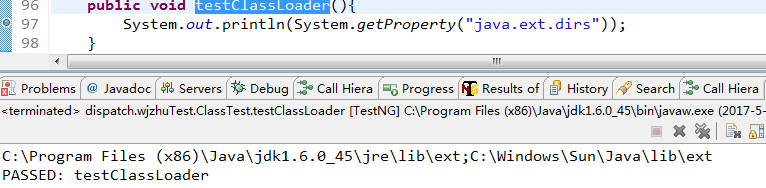 96 public void testClassLoader(){
97 System.out.println(System.getProperty("java.ext.dirs"));
98 }
Problems @ Javadoc Servers Debug Call Hiera Progress Results of History Search Call Hiera
<terminated> dispatch.wjzhuTest.ClassTest.testClassLoader [TestNG] C:\Program Files (x86)\Java\jdk1.6.0_45\bin\javaw.exe (2017-5-
C:\Program Files (x86)\Java\jdk1.6.0_45\jre\lib\ext;C:\Windows\Sun\Java\lib\ext
PASSED: testClassLoader